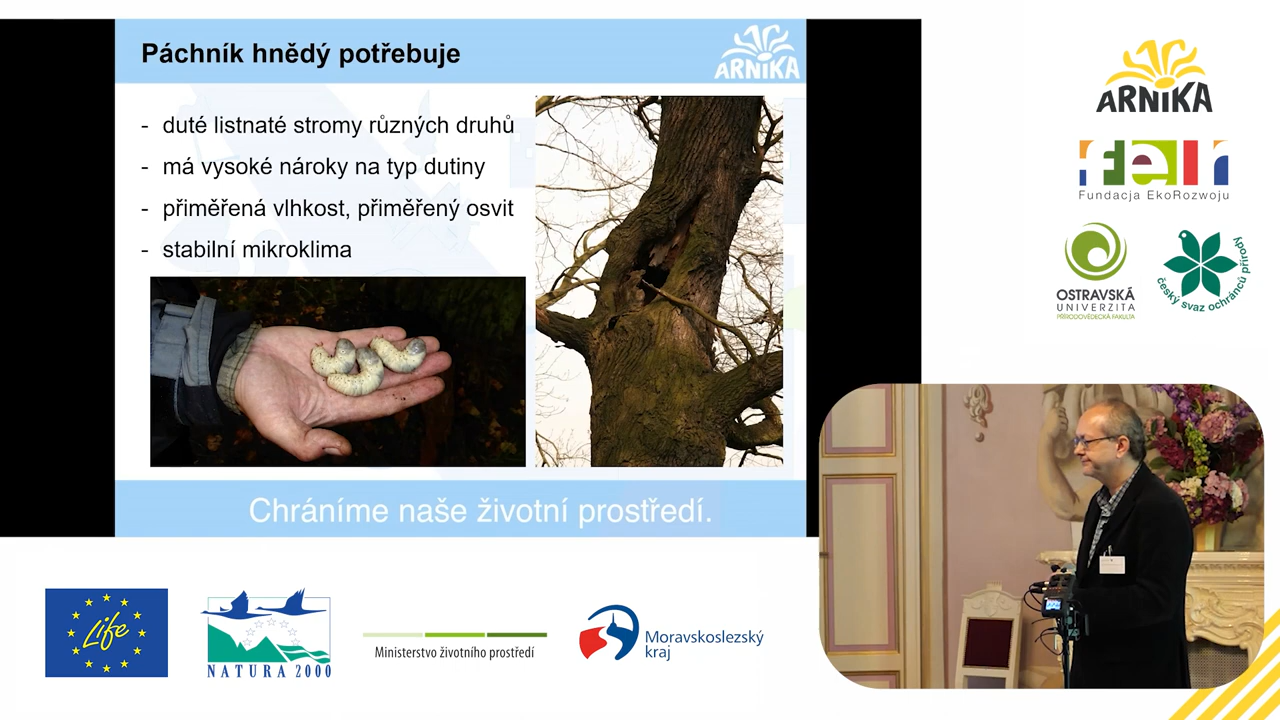 Páchník hnědý potřebuje
ARNIKA
- duté listnaté stromy různých druhů
- má vysoké nároky na typ dutiny
- přiměřená vlhkost, přiměřený osvit
- stabilní mikroklima
Chráníme naše životní prostředí.
ARNIKA
feri
Fundacja EkoRozwoju
OSTRAVSKÁ
UNIVERZITA
PŘÍRODOVĚDECKÁ FAKULTA
český svaz ochránců přírody
Life
NATURA 2000
Ministerstvo životního prostředí
Moravskoslezský
kraj